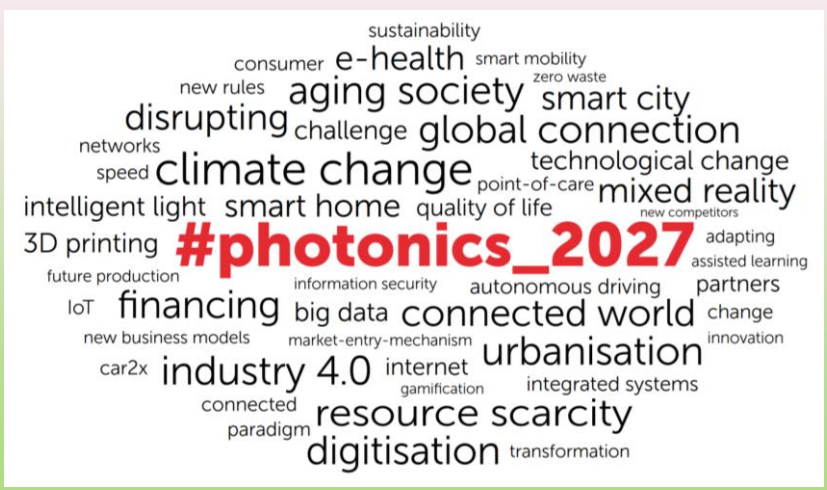 sustainability
consumer e-health smart mobility
zero waste
new rules aging society smart city
disrupting challenge global connection
networks
speed climate change technological change
point-of-care mixed reality
intelligent light smart home quality of life
new competitors
3D printing #photonics_2027 adapting
assisted learning
future production information security autonomous driving partners
IoT financing big data connected world change
new business models market-entry-mechanism urbanisation innovation
car2x industry 4.0 internet
gamification integrated systems
connected resource scarcity
paradigm
digitisation transformation